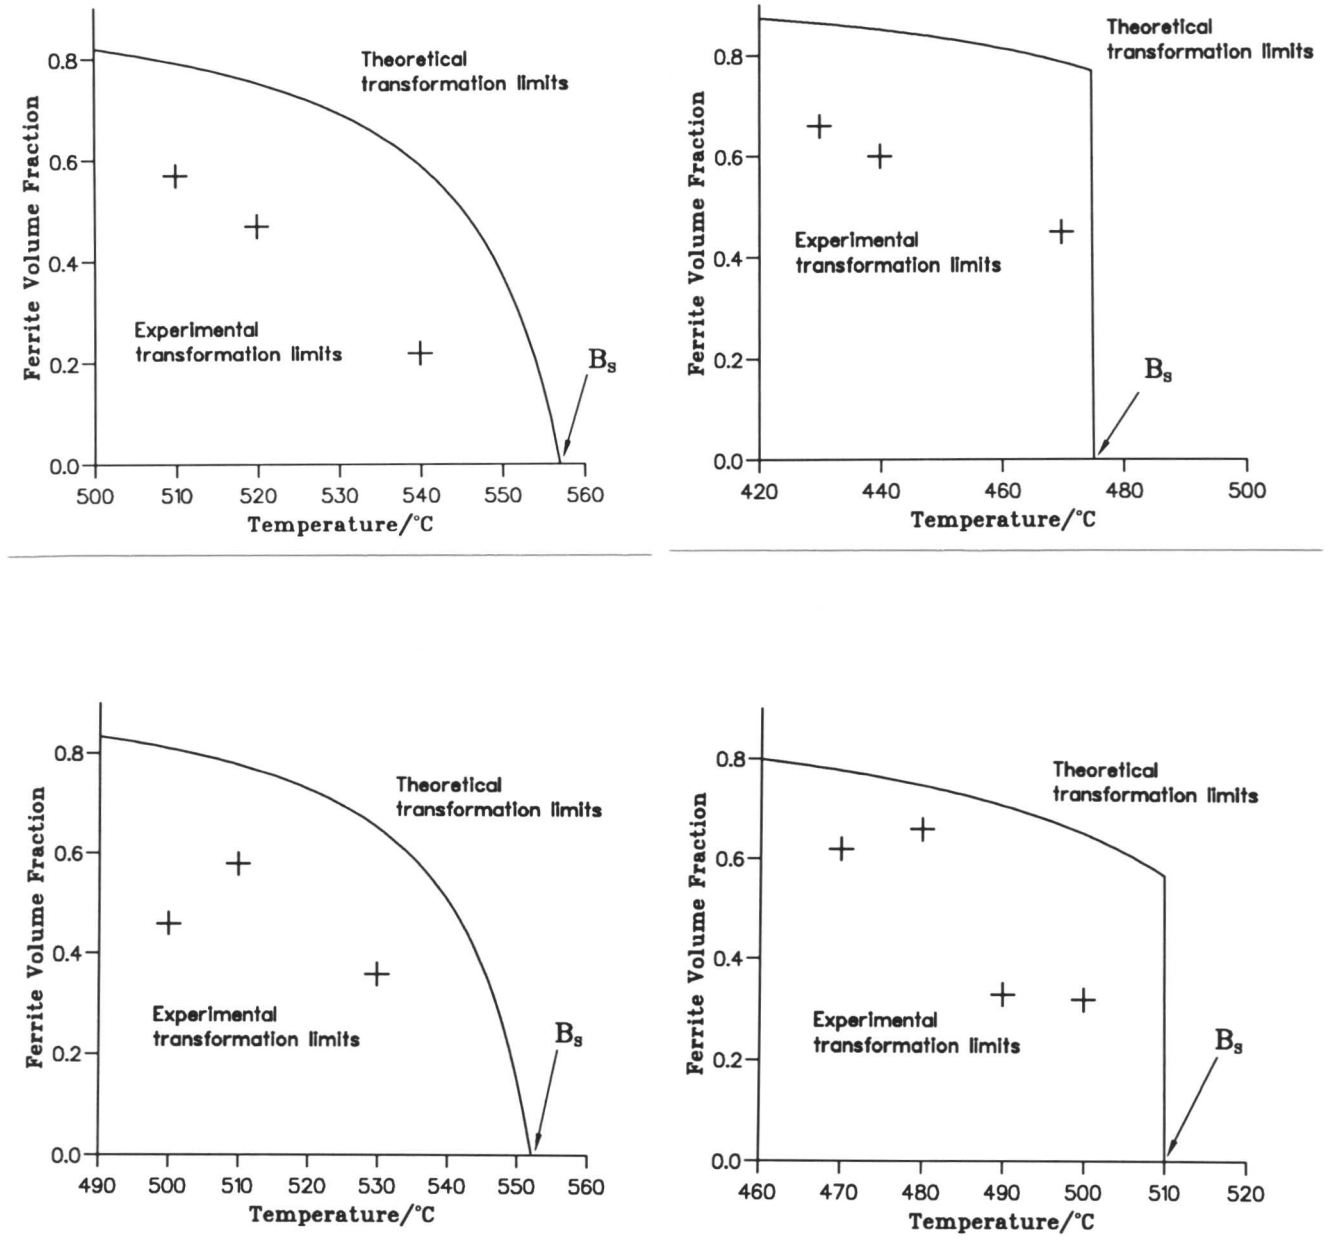 Theoretical
transformation limits
0.8
0.6
0.4
0.2
0.0
Ferrite Volume Fraction
Experimental
transformation limits
Bs
500 510 520 530 540 550 560
Temperature/°C
Theoretical
transformation limits
0.8
0.6
0.4
0.2
0.0
Ferrite Volume Fraction
Experimental
transformation limits
Bs
420 440 460 480 500
Temperature/°C
Theoretical
transformation limits
0.8
0.6
0.4
0.2
0.0
Ferrite Volume Fraction
Experimental
transformation limits
Bs
490 500 510 520 530 540 550 560
Temperature/°C
Theoretical
transformation limits
0.8
0.6
0.4
0.2
0.0
Ferrite Volume Fraction
Experimental
transformation limits
Bs
460 470 480 490 500 510 520
Temperature/°C